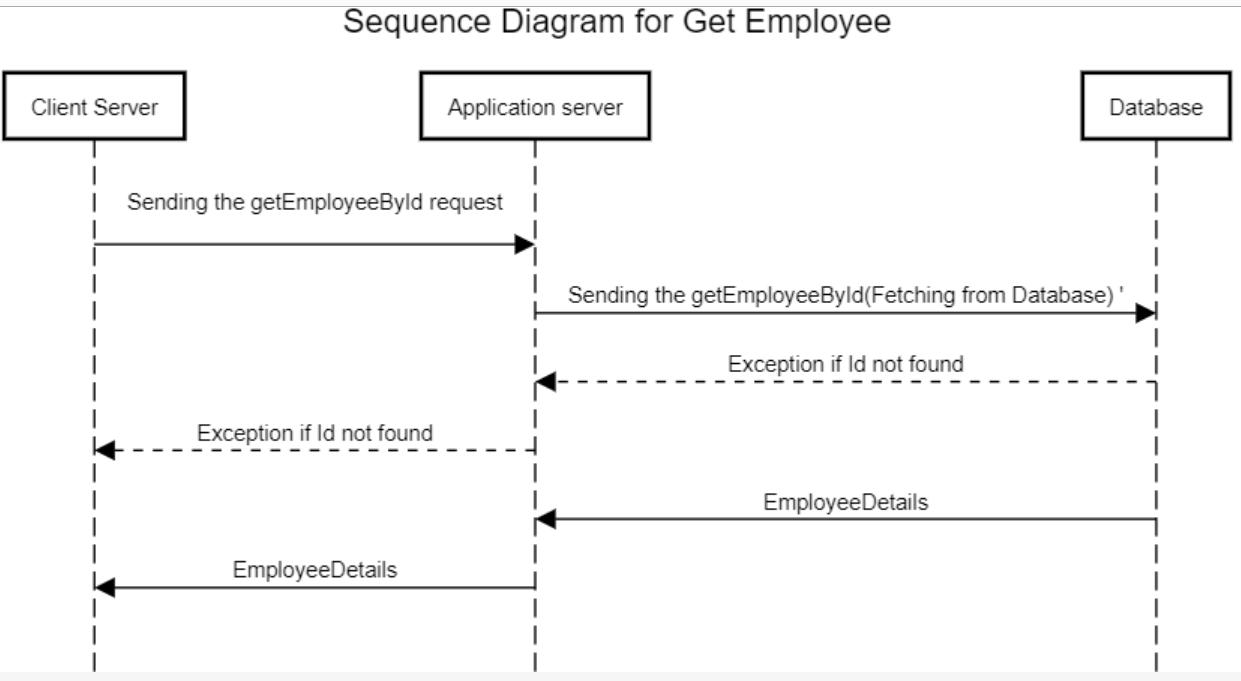 Sequence Diagram for Get Employee
Client Server
Application server
Database
Sending the getEmployeeById request
Sending the getEmployeeById(Fetching from Database) '
Exception if Id not found
Exception if Id not found
EmployeeDetails
EmployeeDetails